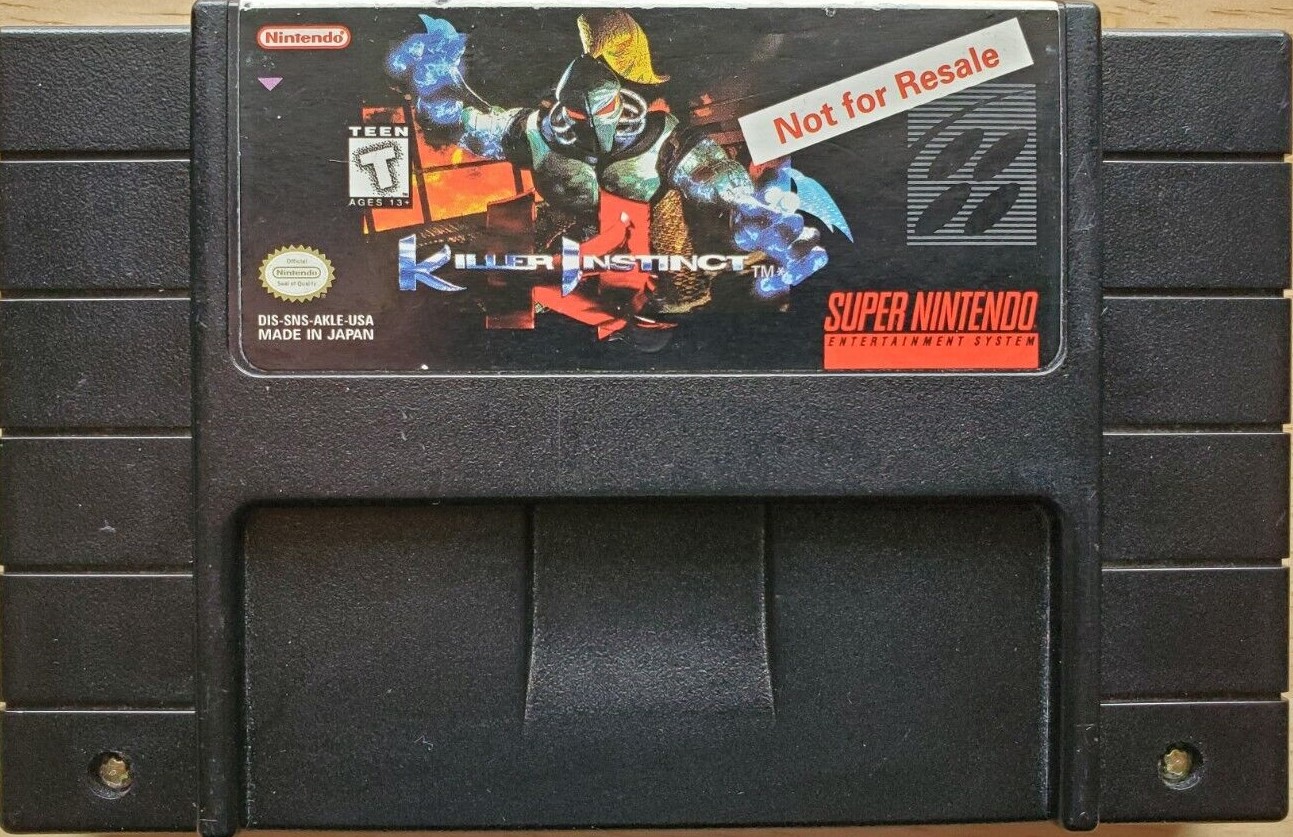 Nintendo®
Not for Resale
TEEN
T
AGES 13+
Official
Nintendo
Seal of Quality
KILLER INSTINCT TM*
DIS-SNS-AKLE-USA
MADE IN JAPAN
SUPER NINTENDO
ENTERTAINMENT SYSTEM